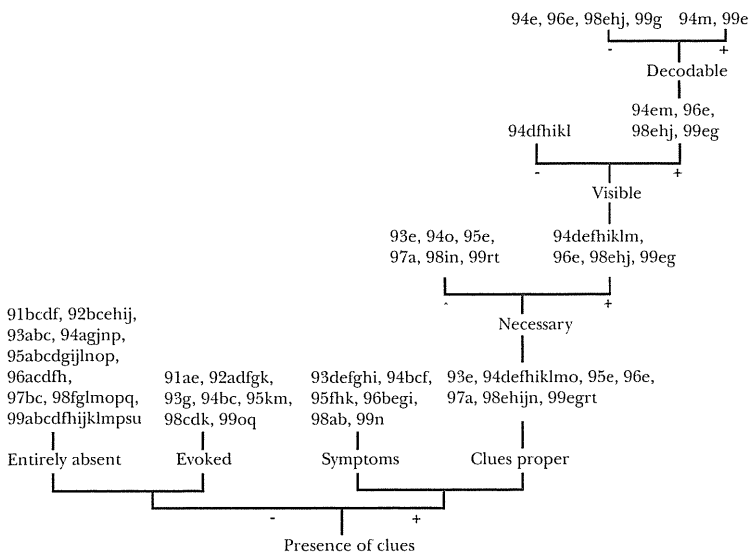 94e, 96e, 98ehj, 99g 94m, 99e
- +
Decodable
94em, 96e,
94dfhikl 98ehj, 99eg
- +
Visible
93e, 94o, 95e, 94defhiklm,
97a, 98in, 99rt 96e, 98ehj, 99eg
- +
Necessary
91bcdf, 92bcehij,
93abc, 94agjnp,
95abcdgijlnop,
96acdfh, 91ae, 92adfgk, 93defghi, 94bcf, 93e, 94defhiklmo, 95e, 96e,
97bc, 98fglmopq, 93g, 94bc, 95km, 95fhk, 96begi, 97a, 98ehijn, 99egrt
99abcdfhijklmpsu 98cdk, 99oq 98ab, 99n
Entirely absent Evoked Symptoms Clues proper
- +
Presence of clues